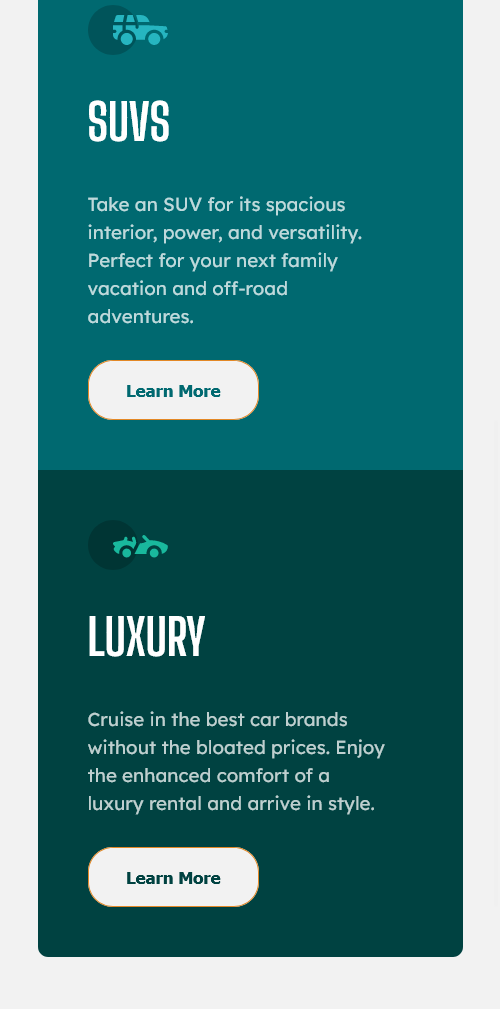 SUVS
Take an SUV for its spacious
interior, power, and versatility.
Perfect for your next family
vacation and off-road
adventures.
Learn More
LUXURY
Cruise in the best car brands
without the bloated prices. Enjoy
the enhanced comfort of a
luxury rental and arrive in style.
Learn More